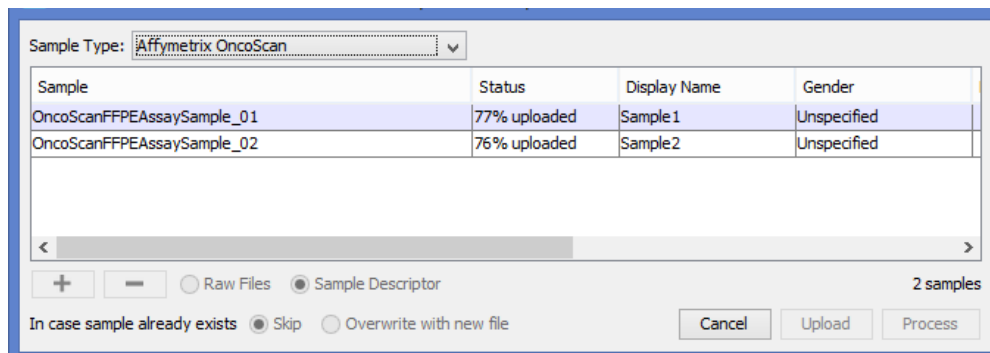 Sample Type: Affymetrix OncoScan
Sample Status Display Name Gender
OncoScanFFPEAssaySample_01 77% uploaded Sample1 Unspecified
OncoScanFFPEAssaySample_02 76% uploaded Sample2 Unspecified
+ − Raw Files Sample Descriptor 2 samples
In case sample already exists Skip Overwrite with new file Cancel Upload Process